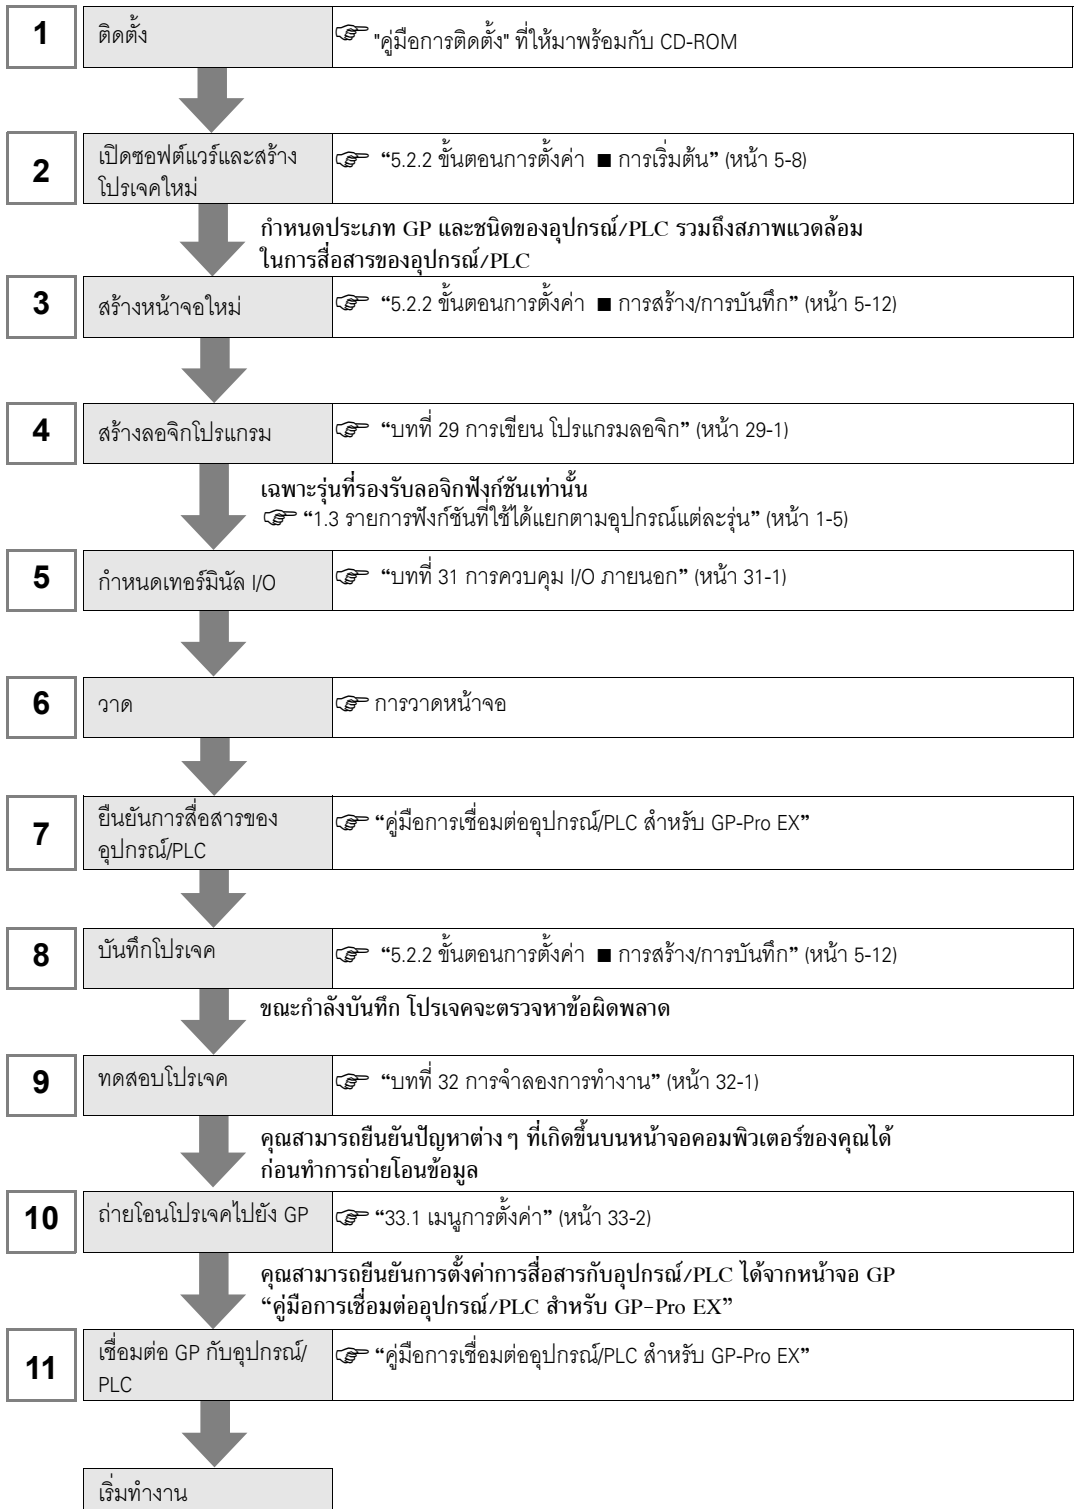 1
ติดตั้ง
☞ "คู่มือการติดตั้ง" ที่ให้มาพร้อมกับ CD-ROM
2
เปิดซอฟต์แวร์และสร้าง
โปรเจคใหม่
☞ “5.2.2 ขั้นตอนการตั้งค่า ■ การเริ่มต้น” (หน้า 5-8)
กำหนดประเภท GP และชนิดของอุปกรณ์/PLC รวมถึงสภาพแวดล้อม
ในการสื่อสารของอุปกรณ์/PLC
3
สร้างหน้าจอใหม่
☞ “5.2.2 ขั้นตอนการตั้งค่า ■ การสร้าง/การบันทึก” (หน้า 5-12)
4
สร้างลอจิกโปรแกรม
☞ “บทที่ 29 การเขียน โปรแกรมลอจิก” (หน้า 29-1)
เฉพาะรุ่นที่รองรับลอจิกฟังก์ชันเท่านั้น
☞ “1.3 รายการฟังก์ชันที่ใช้ได้แยกตามอุปกรณ์แต่ละรุ่น” (หน้า 1-5)
5
กำหนดเทอร์มินัล I/O
☞ “บทที่ 31 การควบคุม I/O ภายนอก” (หน้า 31-1)
6
วาด
☞ การวาดหน้าจอ
7
ยืนยันการสื่อสารของ
อุปกรณ์/PLC
☞ “คู่มือการเชื่อมต่ออุปกรณ์/PLC สำหรับ GP-Pro EX”
8
บันทึกโปรเจค
☞ “5.2.2 ขั้นตอนการตั้งค่า ■ การสร้าง/การบันทึก” (หน้า 5-12)
ขณะกำลังบันทึก โปรเจคจะตรวจหาข้อผิดพลาด
9
ทดสอบโปรเจค
☞ “บทที่ 32 การจำลองการทำงาน” (หน้า 32-1)
คุณสามารถยืนยันปัญหาต่าง ๆ ที่เกิดขึ้นบนหน้าจอคอมพิวเตอร์ของคุณได้
ก่อนทำการถ่ายโอนข้อมูล
10
ถ่ายโอนโปรเจคไปยัง GP
☞ “33.1 เมนูการตั้งค่า” (หน้า 33-2)
คุณสามารถยืนยันการตั้งค่าการสื่อสารกับอุปกรณ์/PLC ได้จากหน้าจอ GP
“คู่มือการเชื่อมต่ออุปกรณ์/PLC สำหรับ GP-Pro EX”
11
เชื่อมต่อ GP กับอุปกรณ์/
PLC
☞ “คู่มือการเชื่อมต่ออุปกรณ์/PLC สำหรับ GP-Pro EX”
เริ่มทำงาน